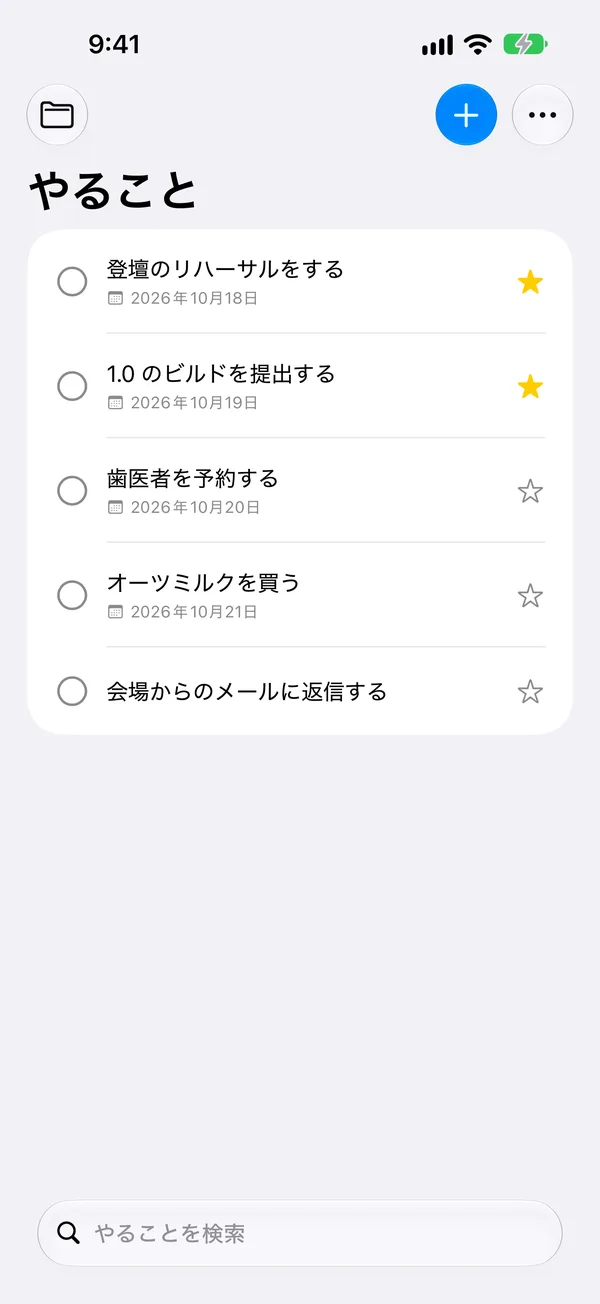 9:41
やること
登壇のリハーサルをする
2026年10月18日
1.0 のビルドを提出する
2026年10月19日
歯医者を予約する
2026年10月20日
オーツミルクを買う
2026年10月21日
会場からのメールに返信する
やることを検索